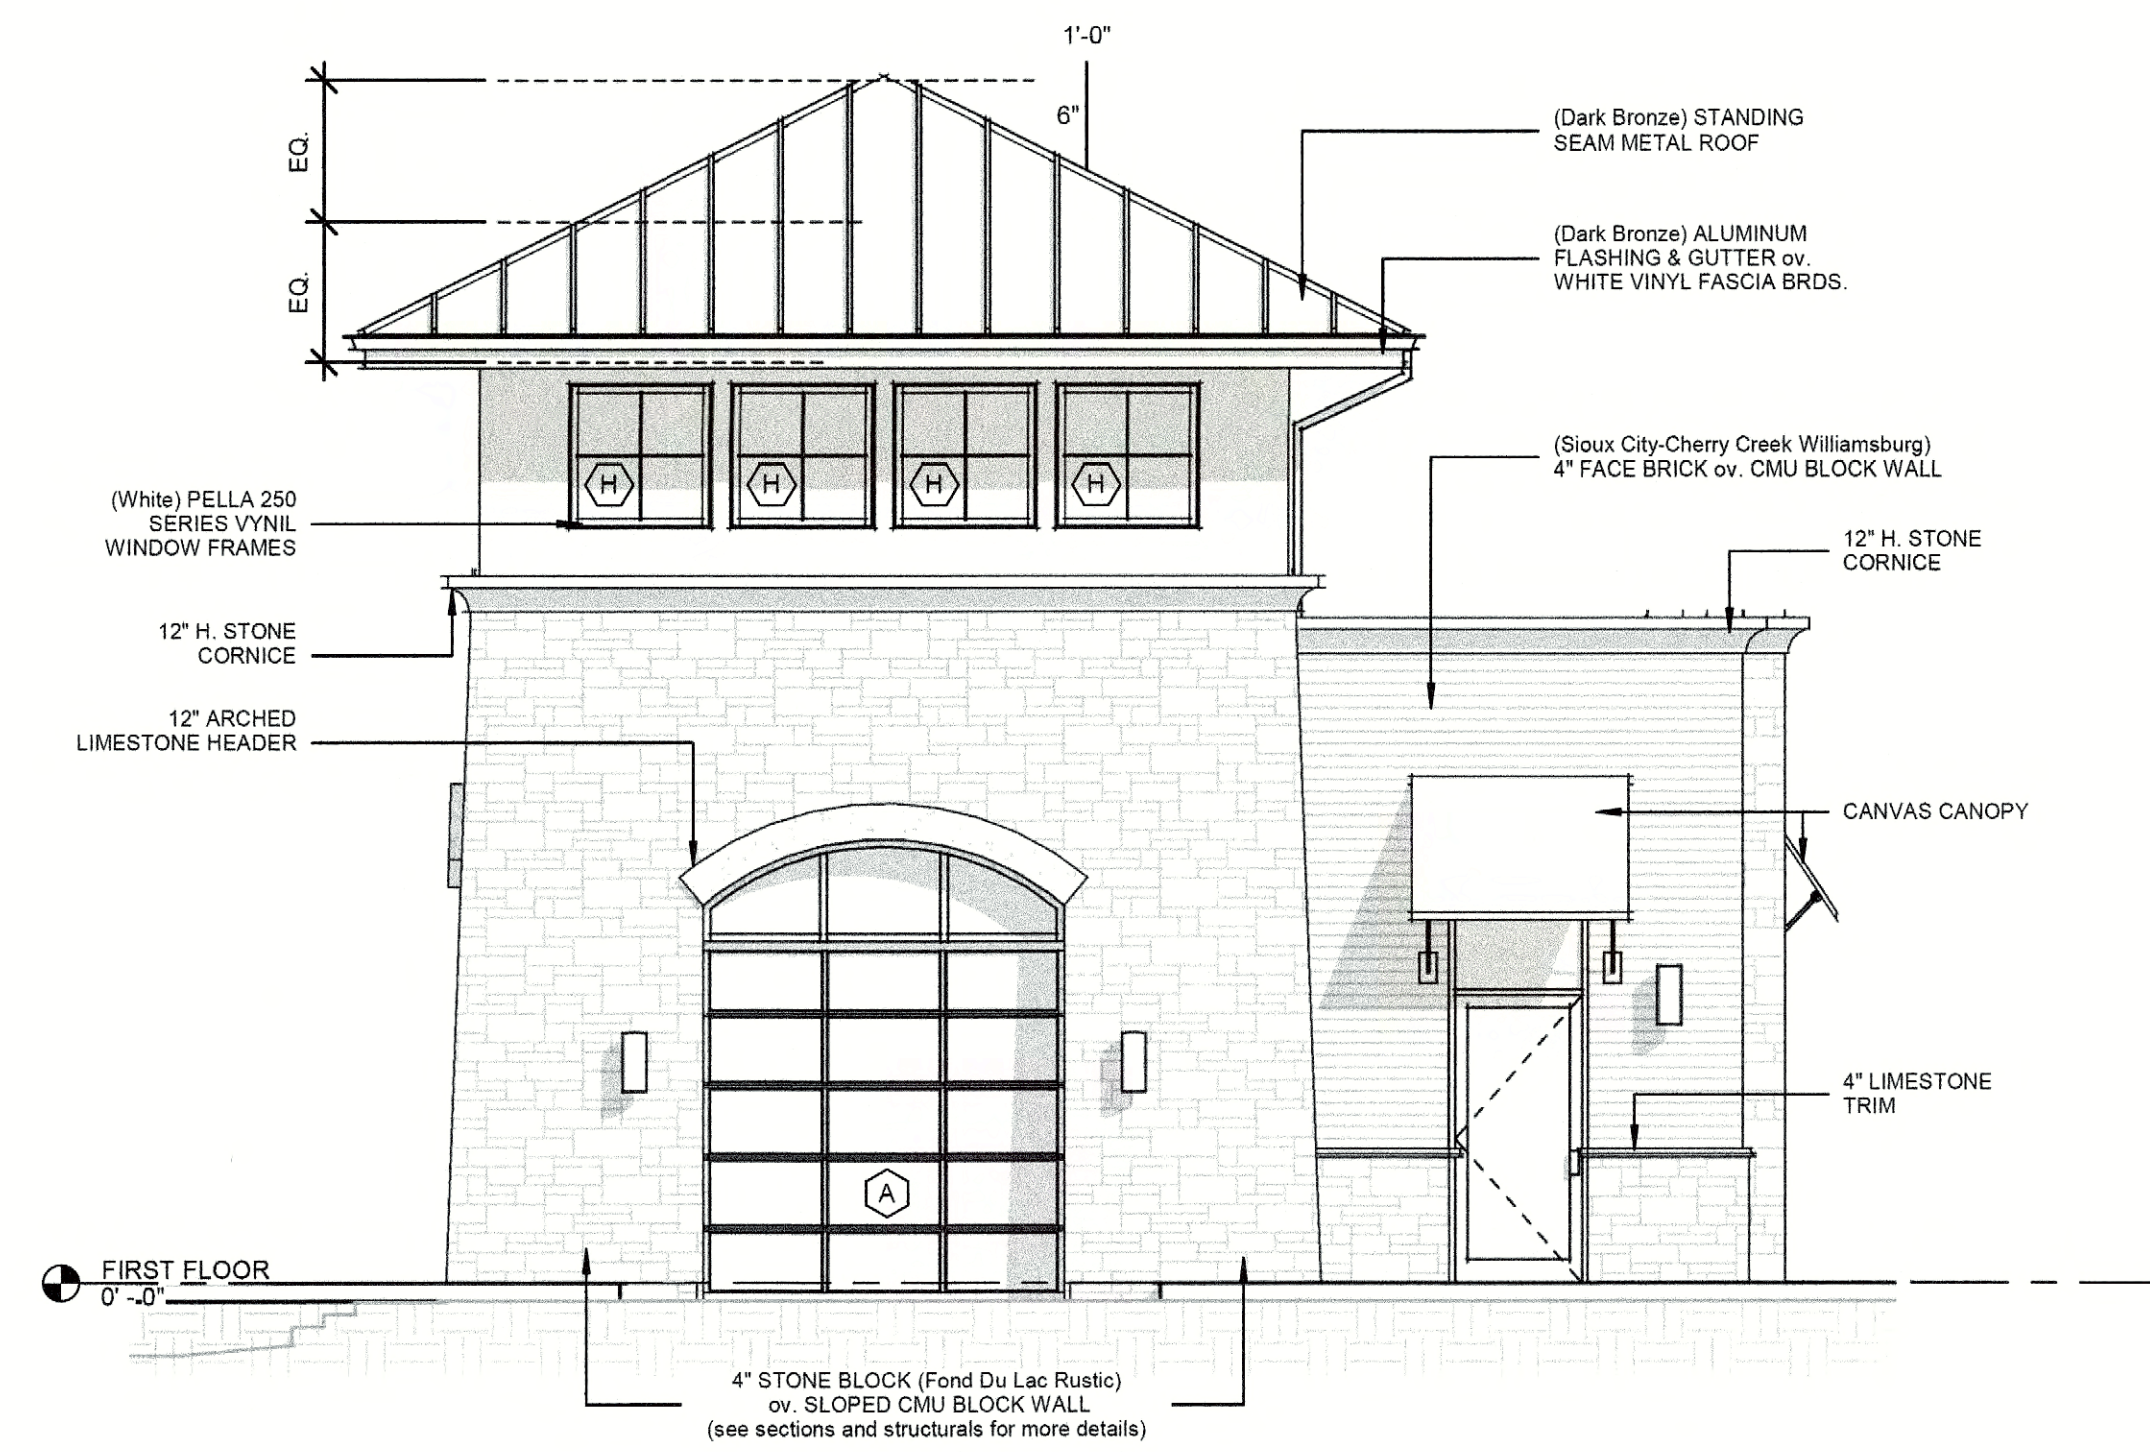 1'-0"
6"
EQ.
EQ.
(Dark Bronze) STANDING
SEAM METAL ROOF
(Dark Bronze) ALUMINUM
FLASHING & GUTTER ov.
WHITE VINYL FASCIA BRDS.
(Sioux City-Cherry Creek Williamsburg)
4" FACE BRICK ov. CMU BLOCK WALL
H
H
H
H
(White) PELLA 250
SERIES VYNIL
WINDOW FRAMES
12" H. STONE
CORNICE
12" H. STONE
CORNICE
12" ARCHED
LIMESTONE HEADER
CANVAS CANOPY
4" LIMESTONE
TRIM
A
FIRST FLOOR
0' -0"
4" STONE BLOCK (Fond Du Lac Rustic)
ov. SLOPED CMU BLOCK WALL
(see sections and structurals for more details)